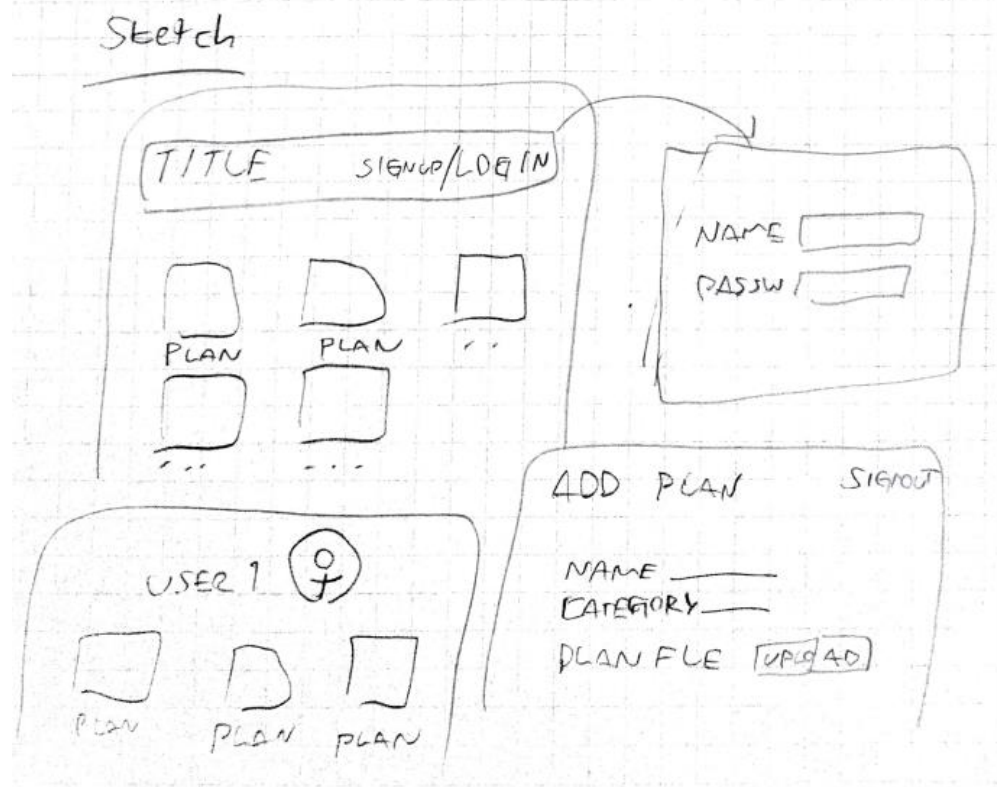 Sketch
TITLE SIGNUP/LOGIN
PLAN PLAN ..
... ...
NAME
PASSW
USER 1
PLAN PLAN PLAN
ADD PLAN SIGNOUT
NAME
CATEGORY
PLAN FLE UPLOAD